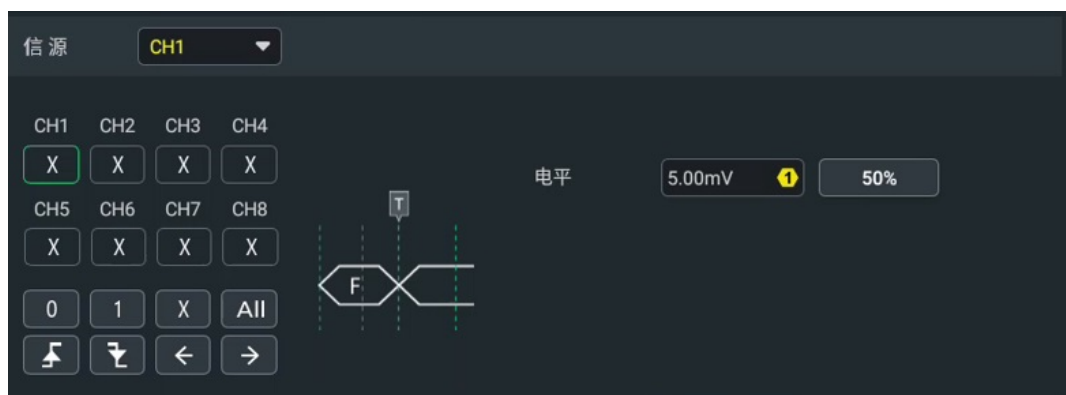 信源 CH1
CH1 CH2 CH3 CH4
X X X X
电平 5.00mV 1 50%
CH5 CH6 CH7 CH8
T
X X X X
F
0 1 X All